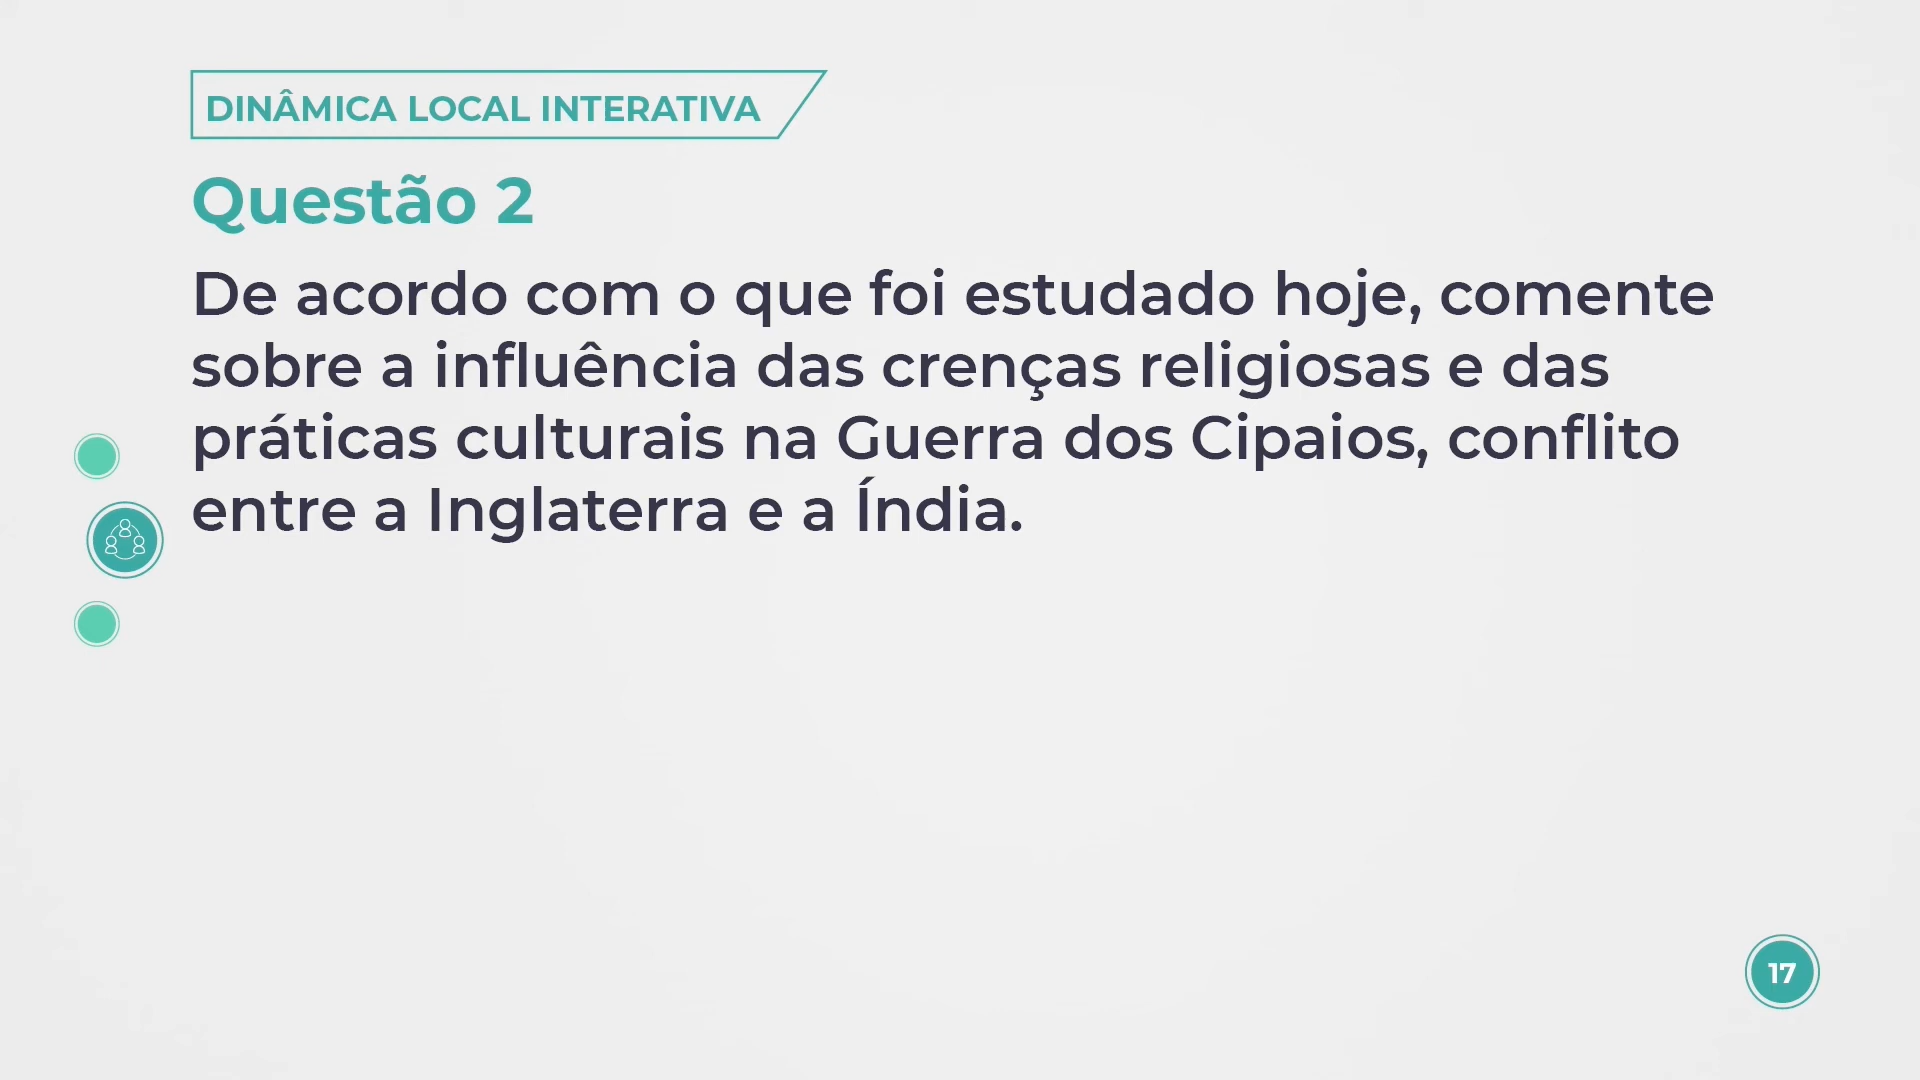 DINÂMICA LOCAL INTERATIVA
Questão 2
De acordo com o que foi estudado hoje, comente
sobre a influência das crenças religiosas e das
práticas culturais na Guerra dos Cipaios, conflito
entre a Inglaterra e a Índia.
17